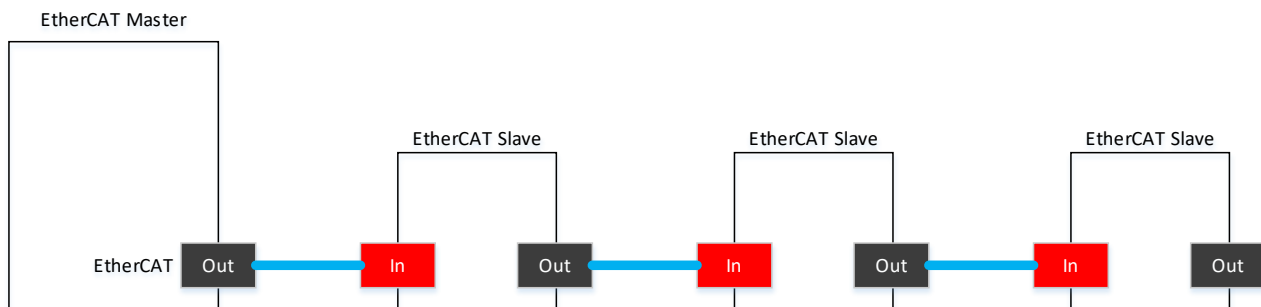 EtherCAT Master
EtherCAT Slave
EtherCAT Slave
EtherCAT Slave
EtherCAT
Out
In
Out
In
Out
In
Out